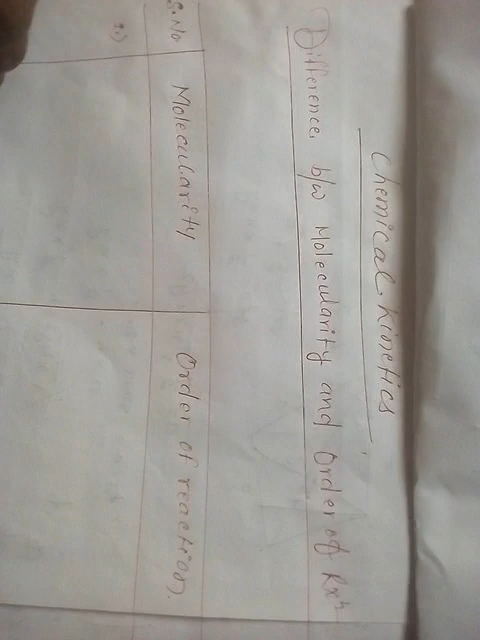 Chemical Kinetics
Difference b/w Molecularity and Order of Rxn
S.No Molecularity Order of reaction.
1.)